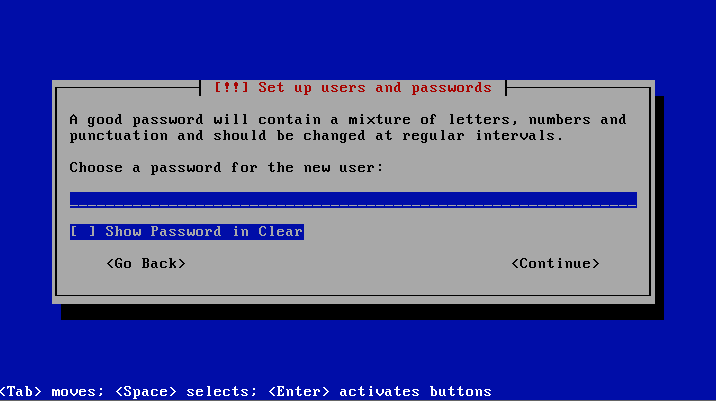 [!!] Set up users and passwords
A good password will contain a mixture of letters, numbers and
punctuation and should be changed at regular intervals.
Choose a password for the new user:
[ ] Show Password in Clear
<Go Back> <Continue>
<Tab> moves; <Space> selects; <Enter> activates buttons